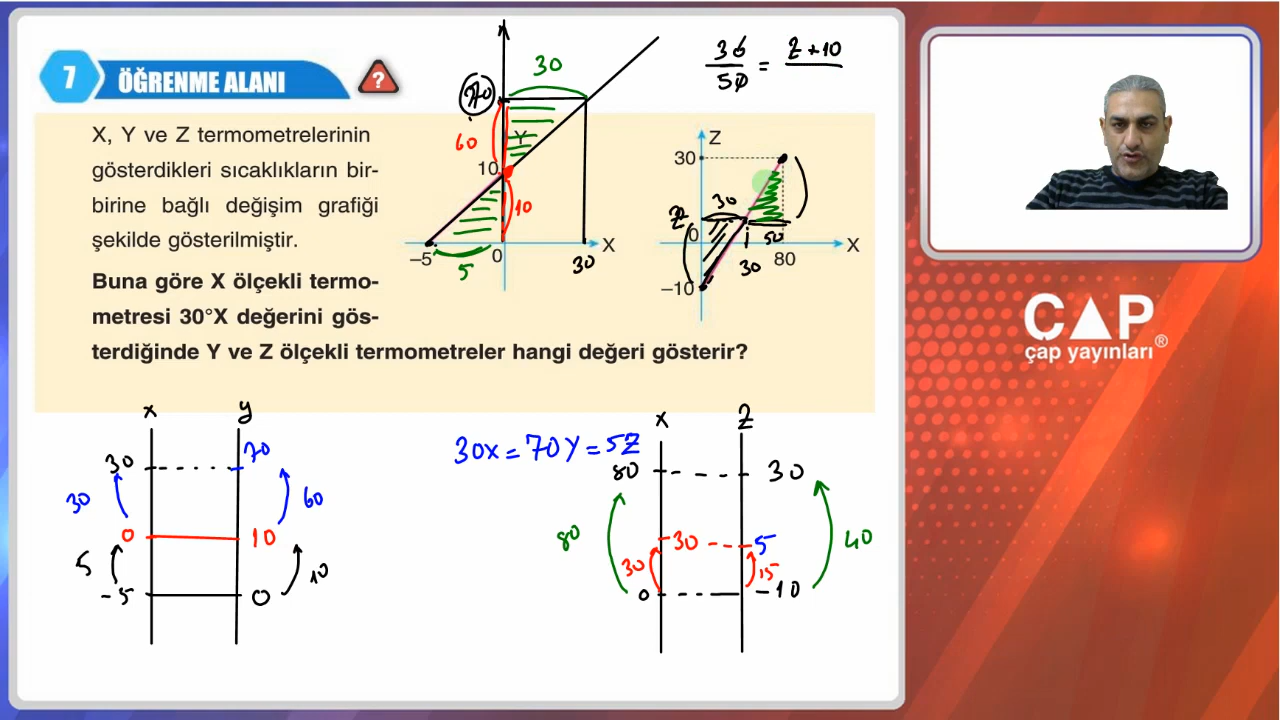 7 ÖĞRENME ALANI ?
X, Y ve Z termometrelerinin
gösterdikleri sıcaklıkların bir-
birine bağlı değişim grafiği
şekilde gösterilmiştir.
Buna göre X ölçekli termo-
metresi 30°X değerini gös-
terdiğinde Y ve Z ölçekli termometreler hangi değeri gösterir?
70
30
60
Y
10
10
–5
5
0
30
X
30/50 = z+10
Z
30
z
30
0
50
30
80
X
–10
ÇAP
çap yayınları®
x y
30 70
30 60
0 10
5 10
-5 0
30X = 70Y = 5Z
x Z
80 30
80 40
30 5
30 15
0 -10